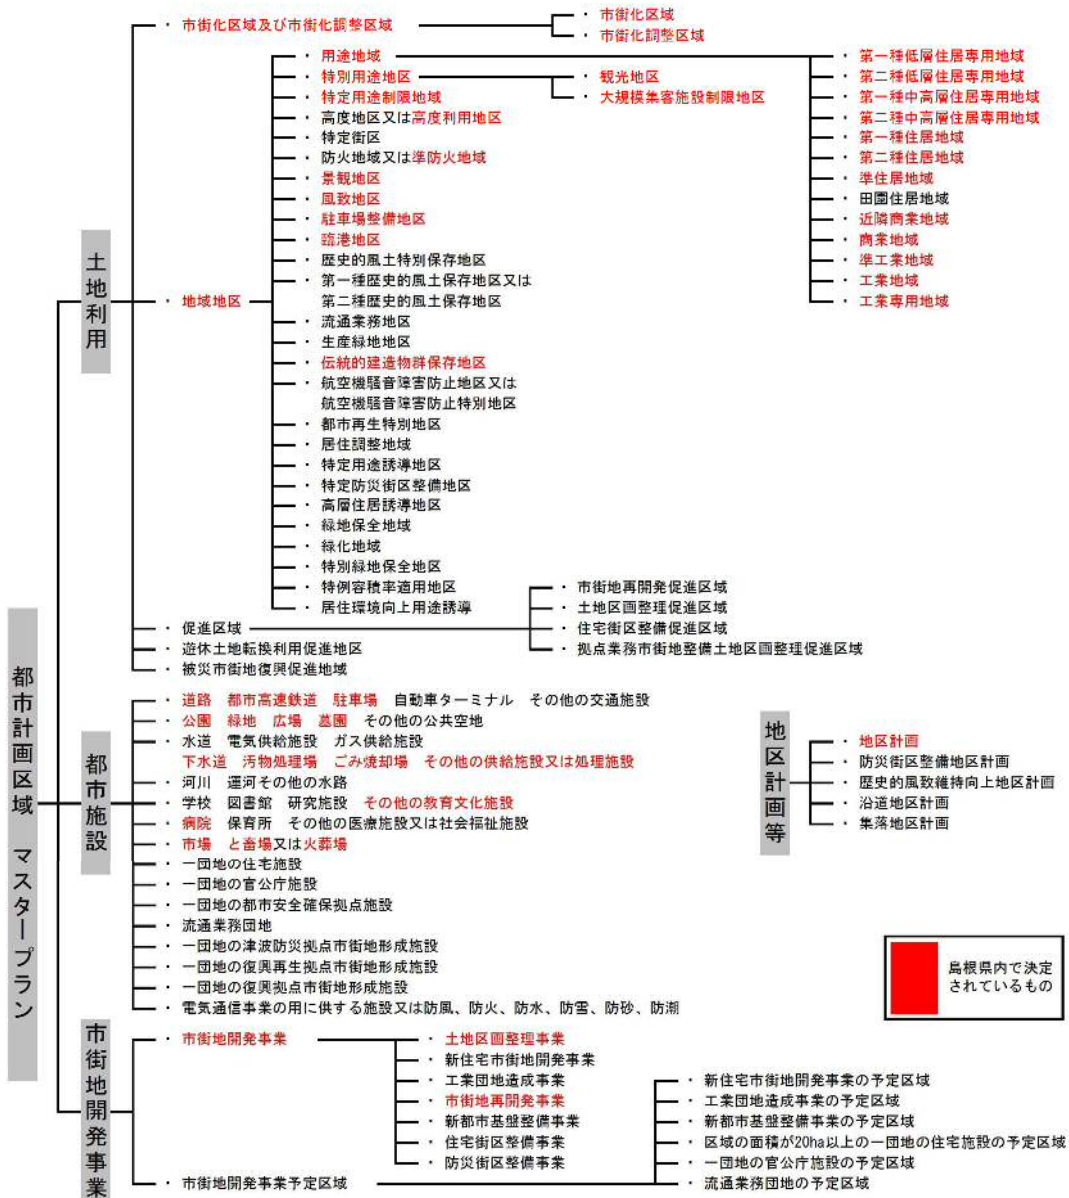 都市計画区域　マスタープラン
土地利用
・ 市街化区域及び市街化調整区域
・ 市街化区域
・ 市街化調整区域
・ 地域地区
・ 用途地域
・ 第一種低層住居専用地域
・ 第二種低層住居専用地域
・ 第一種中高層住居専用地域
・ 第二種中高層住居専用地域
・ 第一種住居地域
・ 第二種住居地域
・ 準住居地域
・ 田園住居地域
・ 近隣商業地域
・ 商業地域
・ 準工業地域
・ 工業地域
・ 工業専用地域
・ 特別用途地区
・ 観光地区
・ 大規模集客施設制限地区
・ 特定用途制限地域
・ 高度地区又は高度利用地区
・ 特定街区
・ 防火地域又は準防火地域
・ 景観地区
・ 風致地区
・ 駐車場整備地区
・ 臨港地区
・ 歴史的風土特別保存地区
・ 第一種歴史的風土保存地区又は
第二種歴史的風土保存地区
・ 流通業務地区
・ 生産緑地地区
・ 伝統的建造物群保存地区
・ 航空機騒音障害防止地区又は
航空機騒音障害防止特別地区
・ 都市再生特別地区
・ 居住調整地域
・ 特定用途誘導地区
・ 特定防災街区整備地区
・ 高層住居誘導地区
・ 緑地保全地域
・ 緑化地域
・ 特別緑地保全地区
・ 特例容積率適用地区
・ 居住環境向上用途誘導
・ 促進区域
・ 市街地再開発促進区域
・ 土地区画整理促進区域
・ 住宅街区整備促進区域
・ 拠点業務市街地整備土地区画整理促進区域
・ 遊休土地転換利用促進地区
・ 被災市街地復興促進地域
都市施設
・ 道路　都市高速鉄道　駐車場　自動車ターミナル　その他の交通施設
・ 公園　緑地　広場　墓園　その他の公共空地
・ 水道　電気供給施設　ガス供給施設
下水道　汚物処理場　ごみ焼却場　その他の供給施設又は処理施設
・ 河川　運河その他の水路
・ 学校　図書館　研究施設　その他の教育文化施設
・ 病院　保育所　その他の医療施設又は社会福祉施設
・ 市場　と畜場又は火葬場
・ 一団地の住宅施設
・ 一団地の官公庁施設
・ 一団地の都市安全確保拠点施設
・ 流通業務団地
・ 一団地の津波防災拠点市街地形成施設
・ 一団地の復興再生拠点市街地形成施設
・ 一団地の復興拠点市街地形成施設
・ 電気通信事業の用に供する施設又は防風、防火、防水、防雪、防砂、防潮
地区計画等
・ 地区計画
・ 防災街区整備地区計画
・ 歴史的風致維持向上地区計画
・ 沿道地区計画
・ 集落地区計画
島根県内で決定
されているもの
市街地開発事業
・ 市街地開発事業
・ 土地区画整理事業
・ 新住宅市街地開発事業
・ 工業団地造成事業
・ 市街地再開発事業
・ 新都市基盤整備事業
・ 住宅街区整備事業
・ 防災街区整備事業
・ 市街地開発事業予定区域
・ 新住宅市街地開発事業の予定区域
・ 工業団地造成事業の予定区域
・ 新都市基盤整備事業の予定区域
・ 区域の面積が20ha以上の一団地の住宅施設の予定区域
・ 一団地の官公庁施設の予定区域
・ 流通業務団地の予定区域